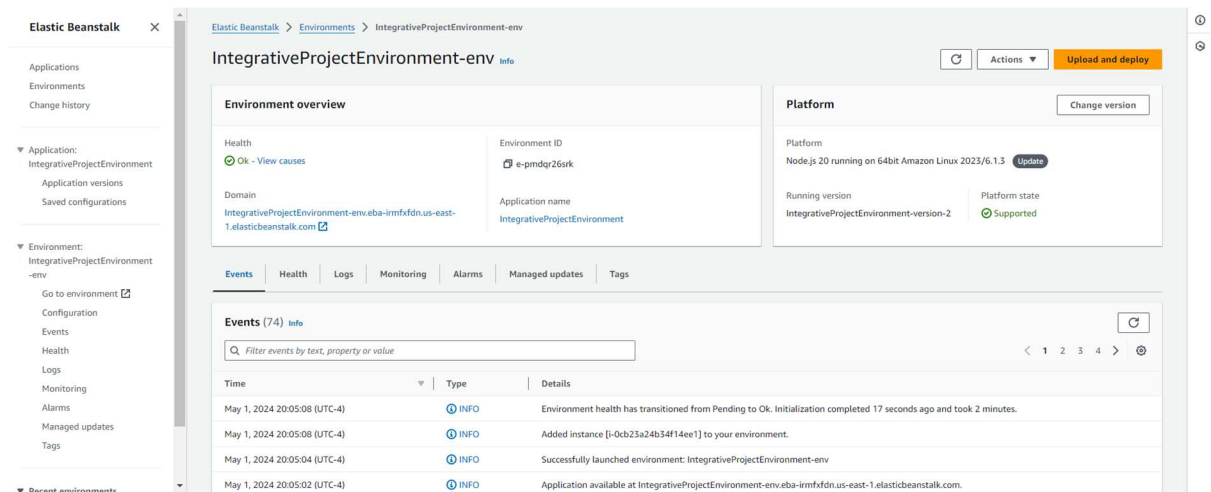 Elastic Beanstalk
Applications
Environments
Change history
Application:
IntegrativeProjectEnvironment
Application versions
Saved configurations
Environment:
IntegrativeProjectEnvironment
-env
Go to environment
Configuration
Events
Health
Logs
Monitoring
Alarms
Managed updates
Tags
Recent environments
Elastic Beanstalk > Environments > IntegrativeProjectEnvironment-env
IntegrativeProjectEnvironment-env Info
Actions
Upload and deploy
Environment overview
Health
Ok - View causes
Environment ID
e-pmdqr26srk
Domain
IntegrativeProjectEnvironment-env.eba-irmfxfdn.us-east-
1.elasticbeanstalk.com
Application name
IntegrativeProjectEnvironment
Platform
Change version
Platform
Node.js 20 running on 64bit Amazon Linux 2023/6.1.3 Update
Running version
IntegrativeProjectEnvironment-version-2
Platform state
Supported
Events Health Logs Monitoring Alarms Managed updates Tags
Events (74) Info
Filter events by text, property or value
< 1 2 3 4 >
Time Type Details
May 1, 2024 20:05:08 (UTC-4) INFO Environment health has transitioned from Pending to Ok. Initialization completed 17 seconds ago and took 2 minutes.
May 1, 2024 20:05:08 (UTC-4) INFO Added instance [i-0cb23a24b34f14ee1] to your environment.
May 1, 2024 20:05:04 (UTC-4) INFO Successfully launched environment: IntegrativeProjectEnvironment-env
May 1, 2024 20:05:02 (UTC-4) INFO Application available at IntegrativeProjectEnvironment-env.eba-irmfxfdn.us-east-1.elasticbeanstalk.com.